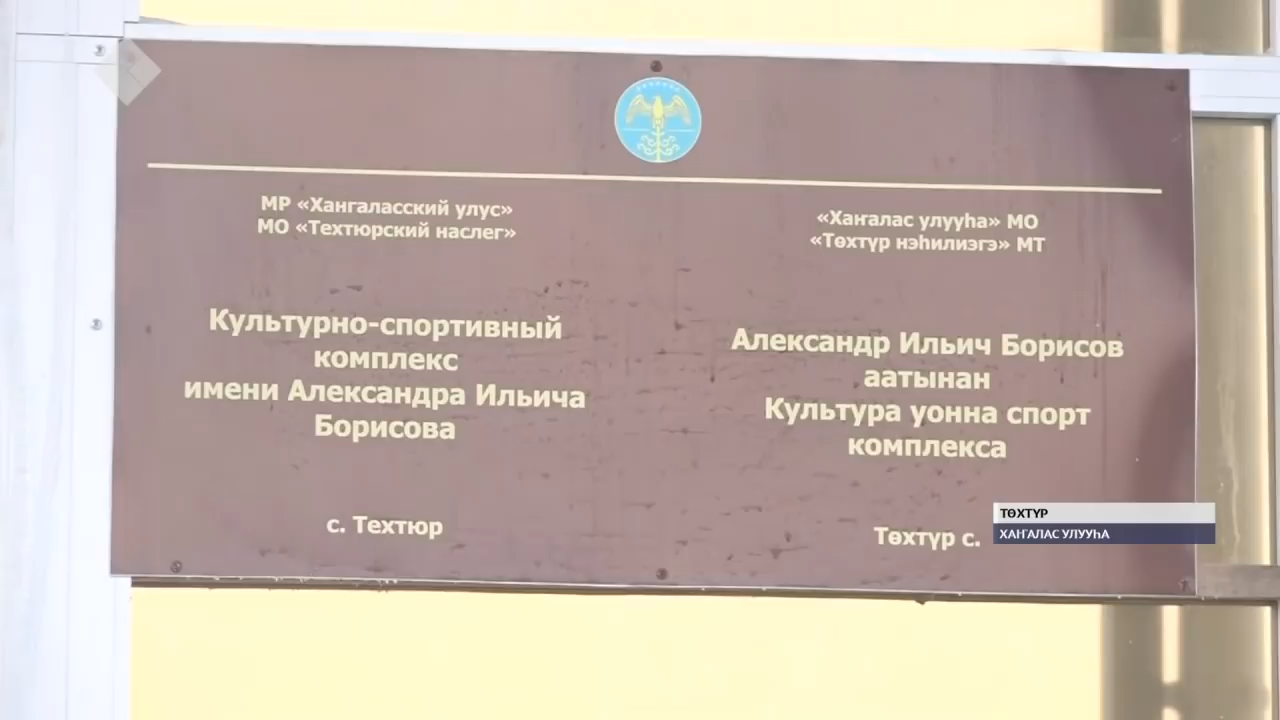 МР «Хангаласский улус»
МО «Техтюрский наслег»
Культурно-спортивный
комплекс
имени Александра Ильича
Борисова
с. Техтюр
«Хаҥалас улууһа» МО
«Төхтүр нэһилиэгэ» МТ
Александр Ильич Борисов
аатынан
Культура уонна спорт
комплекса
Төхтүр с.
ТӨХТҮР
ХАҤАЛАС УЛУУҺА